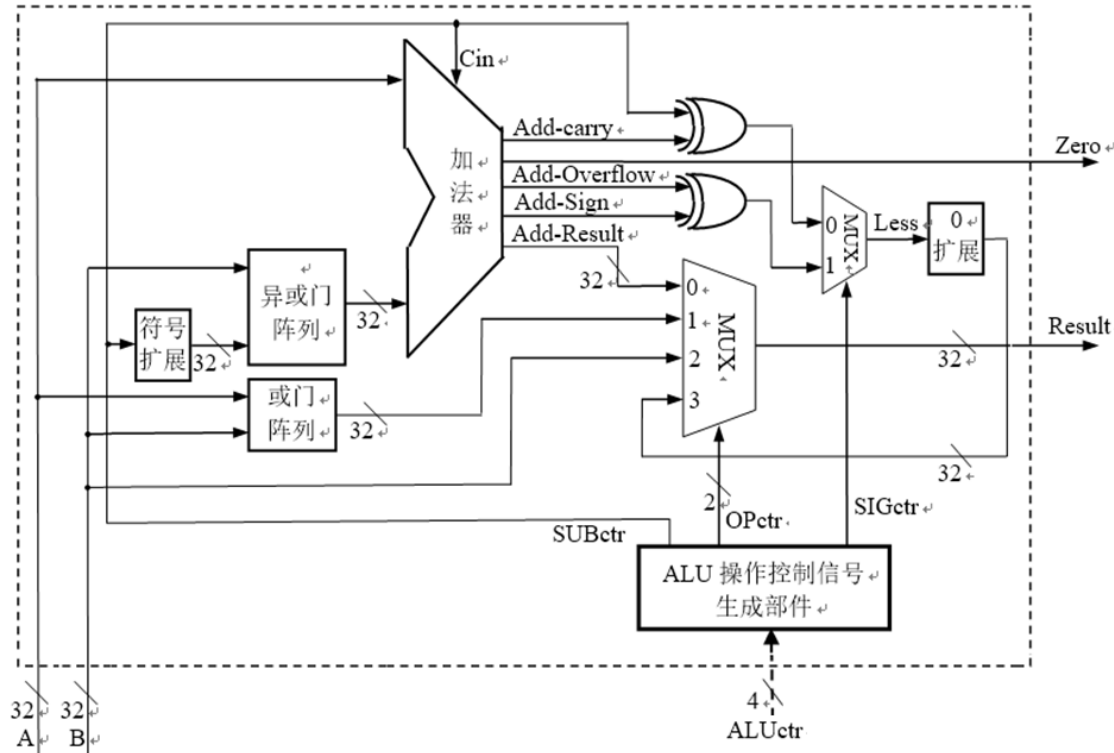 Cin
Add-carry
Zero
加
法
器
Add-Overflow
Add-Sign
Add-Result
0
1
MUX
Less
0
扩展
异或门
阵列
32
32
0
1
2
3
MUX
符号
扩展
32
32
Result
或门
阵列
32
32
2
OPctr
SIGctr
SUBctr
ALU 操作控制信号
生成部件
32
32
4
A
B
ALUctr